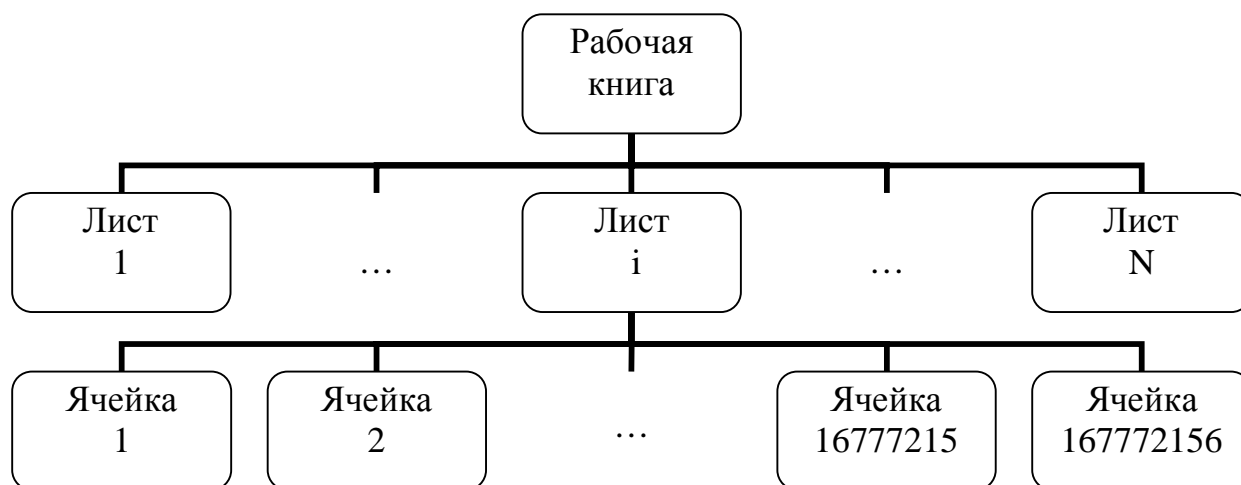 Рабочая
книга
Лист
1
…
Лист
i
…
Лист
N
Ячейка
1
Ячейка
2
…
Ячейка
16777215
Ячейка
167772156